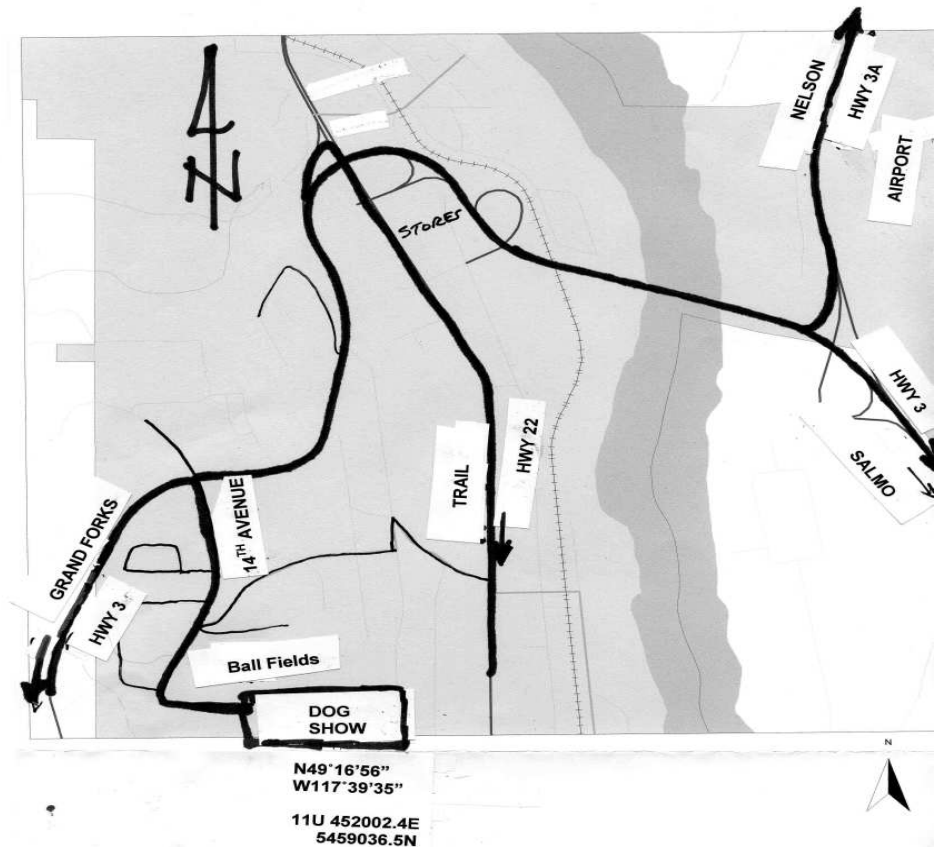 N
NELSON
HWY 3A
AIRPORT
STORES
HWY 3
SALMO
TRAIL
HWY 22
GRAND FORKS
HWY 3
14TH AVENUE
Ball Fields
DOG
SHOW
N
N49°16'56"
W117°39'35"
11U 452002.4E
5459036.5N